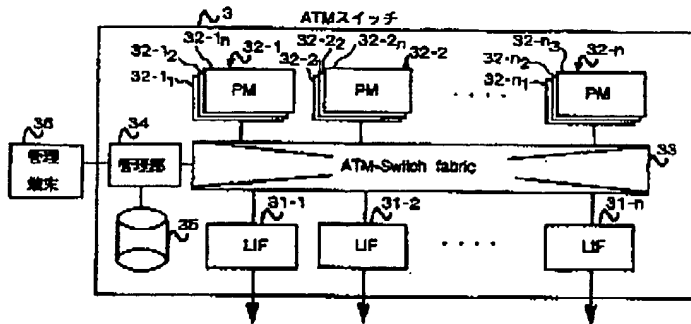 3
ATMスイッチ
32-1n
32-1₂
32-1₁
32-1
PM
32-2₂
32-2n
32-2₁
32-2
PM
32-n₃
32-n₂
32-n₁
32-n
PM
. . . .
36
管理
端末
34
管理部
ATM-Switch fabric
33
35
31-1
LIF
31-2
LIF
. . . .
31-n
LIF